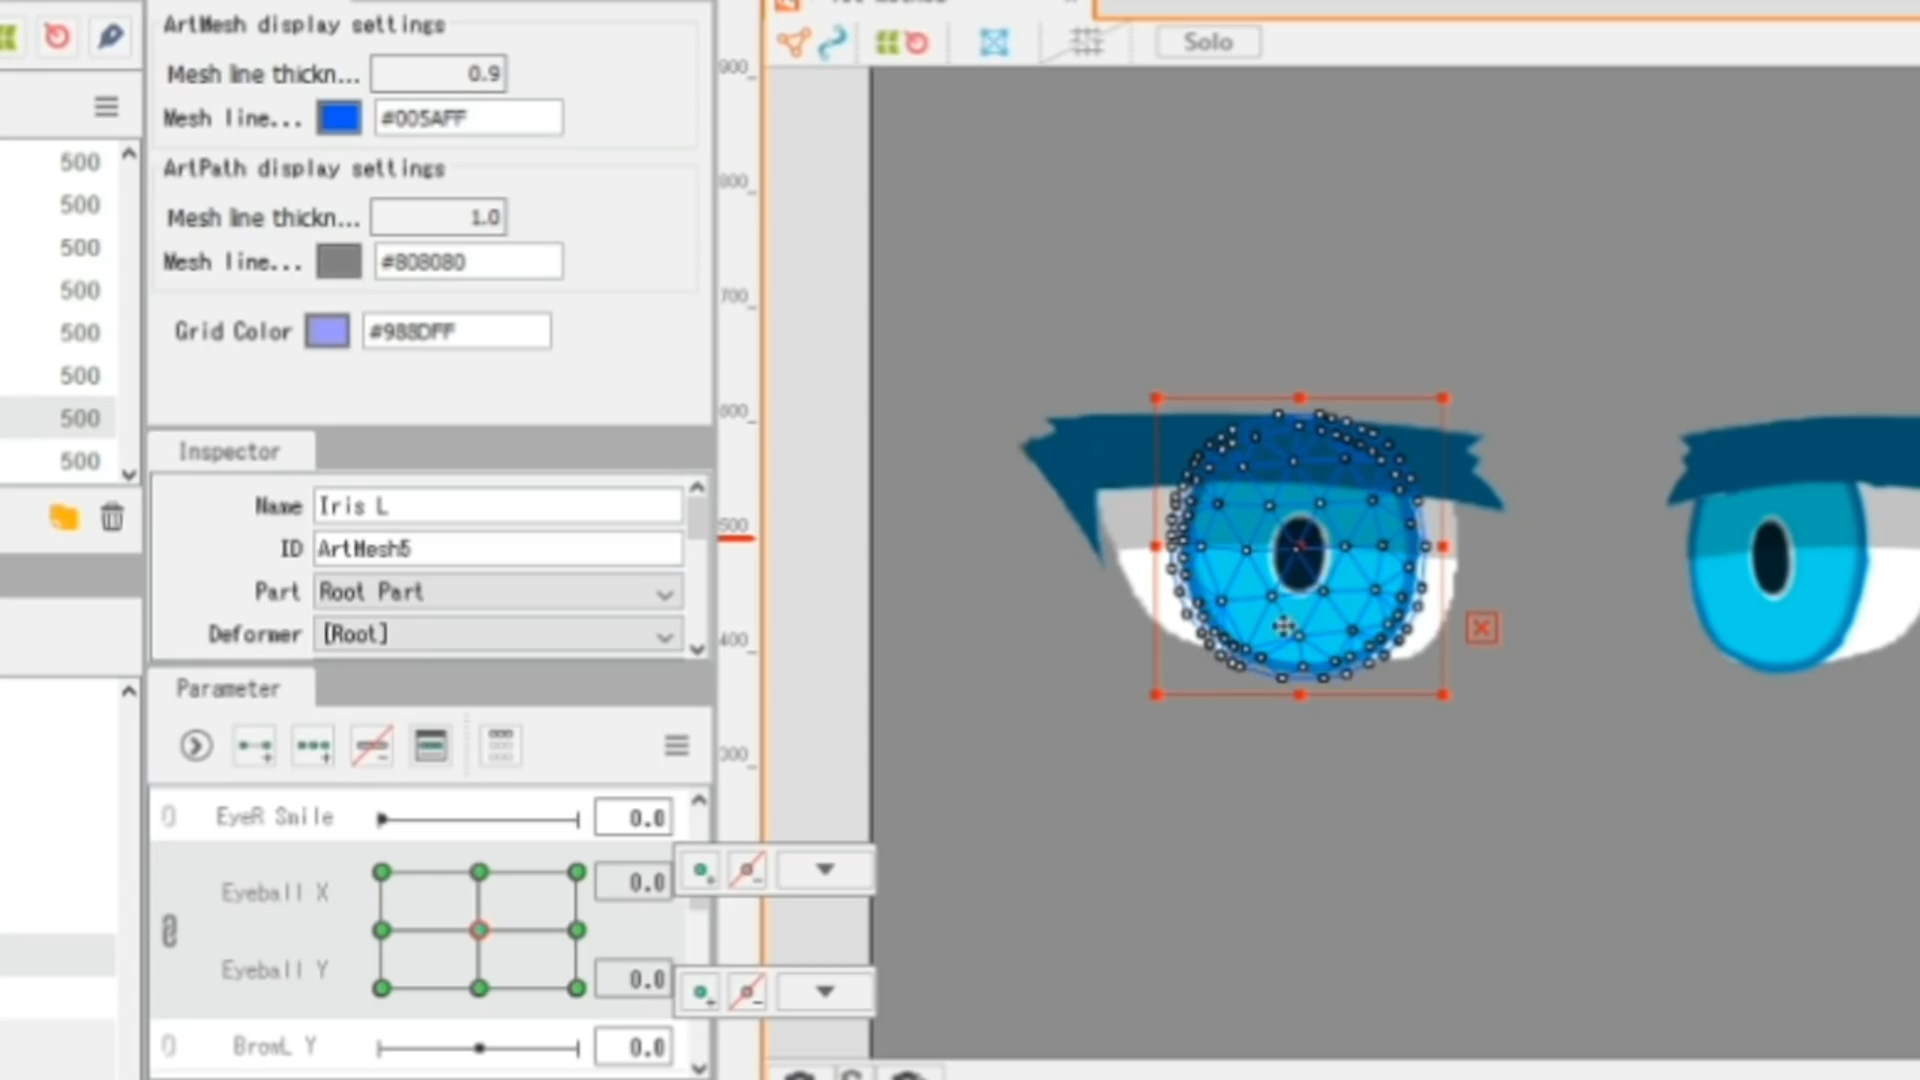 ArtMesh display settings
Mesh line thickn... 0.9
Mesh line... #005AFF
ArtPath display settings
Mesh line thickn... 1.0
Mesh line... #808080
Grid Color #988DFF
500
500
500
500
500
500
500
500
Inspector
Name Iris L
ID ArtMesh5
Part Root Part
Deformer [Root]
Parameter
EyeR Smile 0.0
Eyeball X 0.0
Eyeball Y 0.0
BrowL Y 0.0
Solo
900
800
700
600
500
400
300